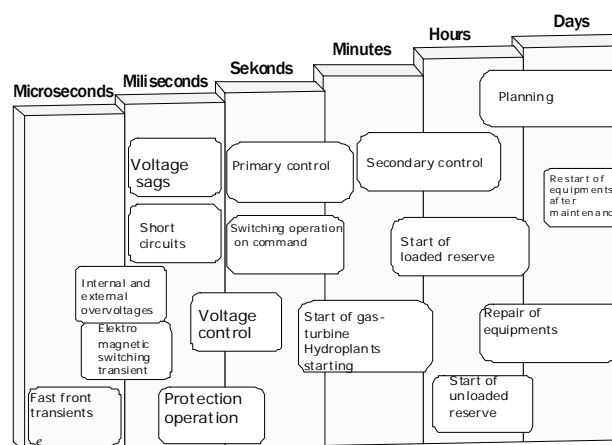 Microseconds
Miliseconds
Sekonds
Minutes
Hours
Days
Planning
Voltage
sags
Primary control
Secondary control
Restart of
equipments
after
maintenanc
Short
circuits
Switching operation
on command
Start of
loaded reserve
Internal and
external
overvoltages
Voltage
control
Start of gas-
turbine
Hydroplants
starting
Repair of
equipments
Elektro
magnetic
switching
transient
Fast front
transients
e
Protection
operation
Start of
unloaded
reserve